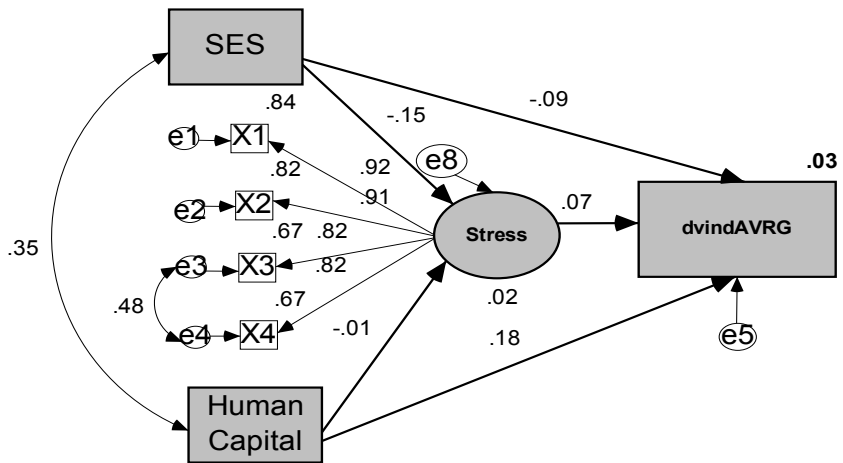 SES
.84
-.15
-.09
e1
X1
.82
.92
e8
.03
e2
X2
.91
.07
dvindAVRG
Stress
.67
.82
.35
e3
X3
.82
.48
.67
.02
e4
X4
-.01
.18
e5
Human
Capital